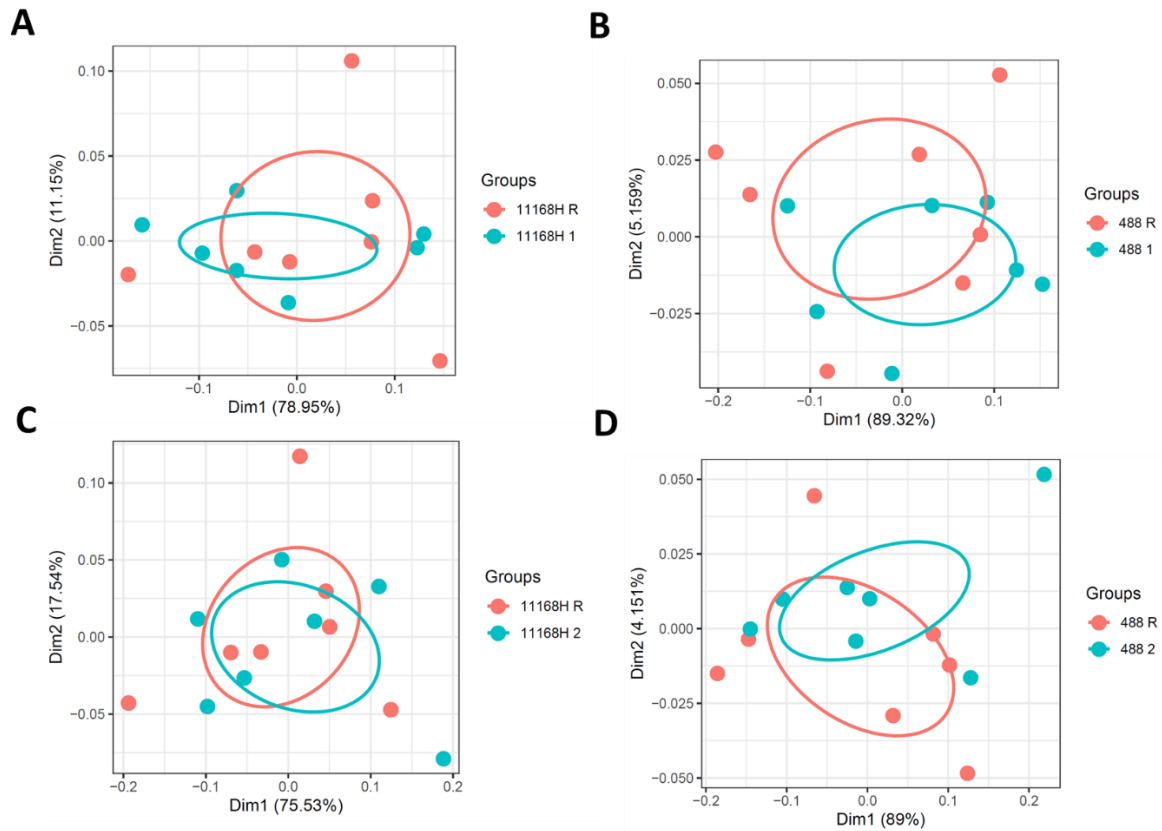 A
0.10
0.05
0.00
−0.05
Dim2 (11.15%)
−0.1
0.0
0.1
Dim1 (78.95%)
Groups
11168H R
11168H 1
B
0.050
0.025
0.000
−0.025
Dim2 (5.159%)
−0.2
−0.1
0.0
0.1
Dim1 (89.32%)
Groups
488 R
488 1
C
0.10
0.05
0.00
−0.05
Dim2 (17.54%)
−0.2
−0.1
0.0
0.1
0.2
Dim1 (75.53%)
Groups
11168H R
11168H 2
D
0.050
0.025
0.000
−0.025
−0.050
Dim2 (4.151%)
−0.2
−0.1
0.0
0.1
0.2
Dim1 (89%)
Groups
488 R
488 2